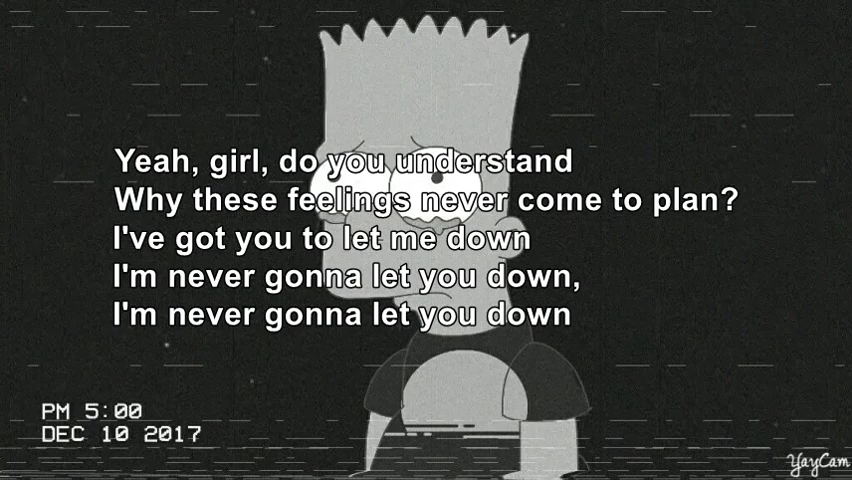 Yeah, girl, do you understand
Why these feelings never come to plan?
I've got you to let me down
I'm never gonna let you down,
I'm never gonna let you down
PM 5:00
DEC 10 2017
YayCam